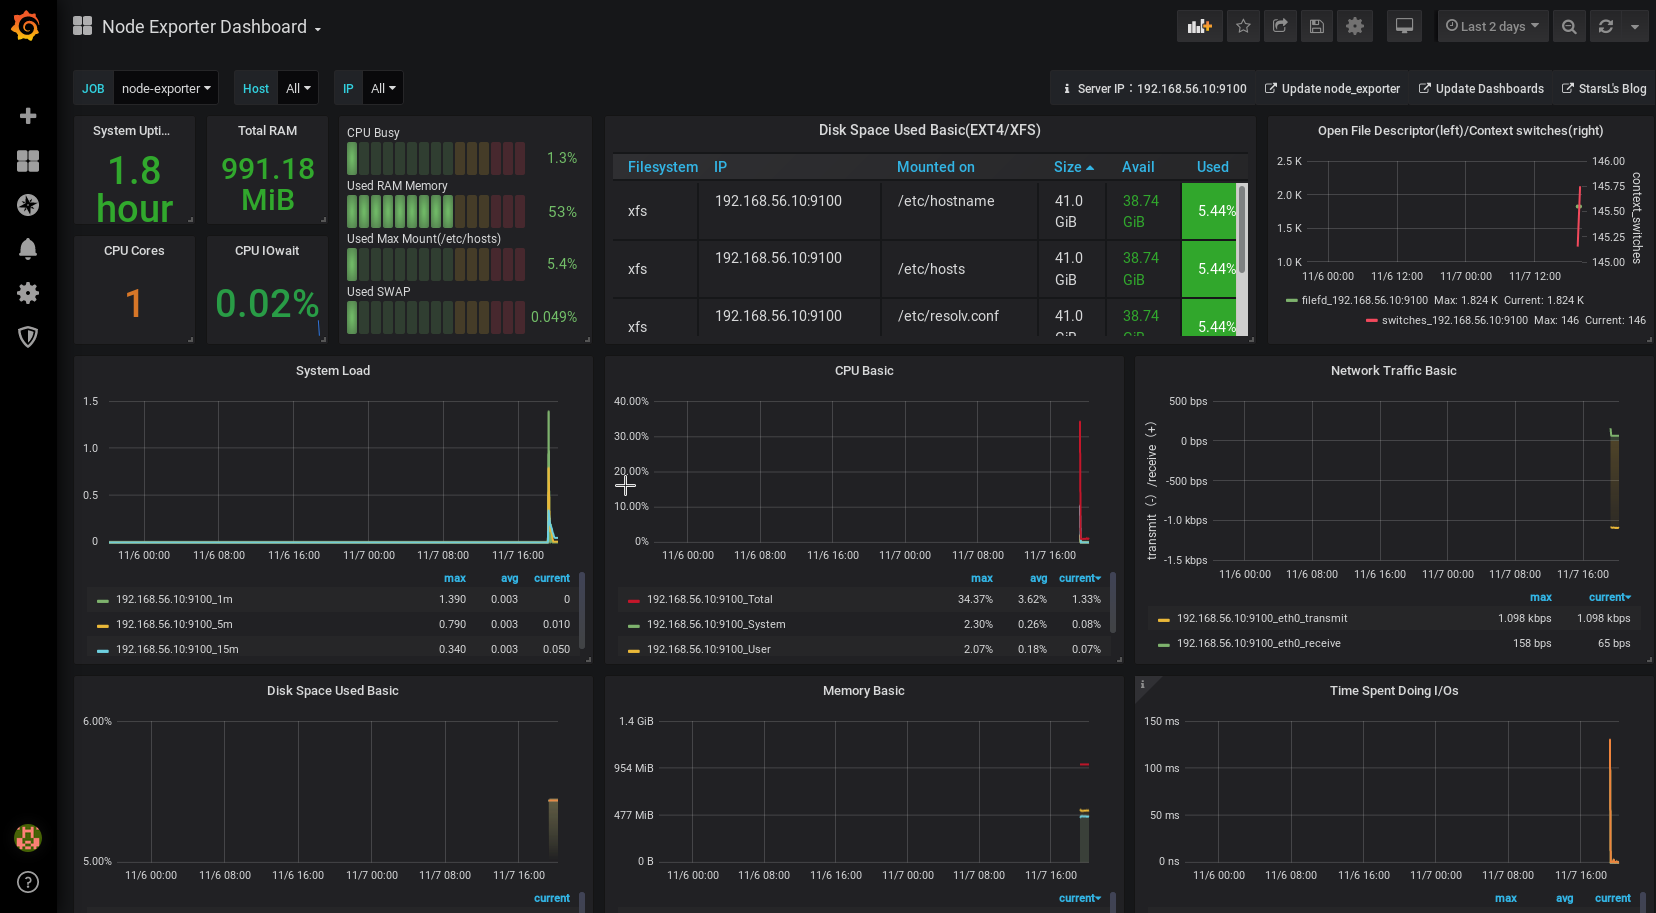 Node Exporter Dashboard
Last 2 days
JOB node-exporter Host All IP All
Server IP：192.168.56.10:9100 Update node_exporter Update Dashboards StarsL's Blog
System Upti...
1.8
hour
Total RAM
991.18
MiB
CPU Cores
1
CPU IOwait
0.02%
CPU Busy
1.3%
Used RAM Memory
53%
Used Max Mount(/etc/hosts)
5.4%
Used SWAP
0.049%
Disk Space Used Basic(EXT4/XFS)
Filesystem IP Mounted on Size Avail Used
xfs 192.168.56.10:9100 /etc/hostname 41.0 GiB 38.74 GiB 5.44%
xfs 192.168.56.10:9100 /etc/hosts 41.0 GiB 38.74 GiB 5.44%
xfs 192.168.56.10:9100 /etc/resolv.conf 41.0 GiB 38.74 GiB 5.44%
Open File Descriptor(left)/Context switches(right)
2.5 K
2.0 K
1.5 K
1.0 K
146.00
145.75
145.50
145.25
145.00
context_switches
11/6 00:00 11/6 12:00 11/7 00:00 11/7 12:00
filefd_192.168.56.10:9100 Max: 1.824 K Current: 1.824 K
switches_192.168.56.10:9100 Max: 146 Current: 146
System Load
1.5
1.0
0.5
0
11/6 00:00 11/6 08:00 11/6 16:00 11/7 00:00 11/7 08:00 11/7 16:00
max avg current
192.168.56.10:9100_1m 1.390 0.003 0
192.168.56.10:9100_5m 0.790 0.003 0.010
192.168.56.10:9100_15m 0.340 0.003 0.050
CPU Basic
40.00%
30.00%
20.00%
10.00%
0%
11/6 00:00 11/6 08:00 11/6 16:00 11/7 00:00 11/7 08:00 11/7 16:00
max avg current
192.168.56.10:9100_Total 34.37% 3.62% 1.33%
192.168.56.10:9100_System 2.30% 0.26% 0.08%
192.168.56.10:9100_User 2.07% 0.18% 0.07%
Network Traffic Basic
transmit（-）/receive（+）
500 bps
0 bps
-500 bps
-1.0 kbps
-1.5 kbps
11/6 00:00 11/6 08:00 11/6 16:00 11/7 00:00 11/7 08:00 11/7 16:00
max current
192.168.56.10:9100_eth0_transmit 1.098 kbps 1.098 kbps
192.168.56.10:9100_eth0_receive 158 bps 65 bps
Disk Space Used Basic
6.00%
5.00%
11/6 00:00 11/6 08:00 11/6 16:00 11/7 00:00 11/7 08:00 11/7 16:00
current
Memory Basic
1.4 GiB
954 MiB
477 MiB
0 B
11/6 00:00 11/6 08:00 11/6 16:00 11/7 00:00 11/7 08:00 11/7 16:00
current
Time Spent Doing I/Os
150 ms
100 ms
50 ms
0 ns
11/6 00:00 11/6 08:00 11/6 16:00 11/7 00:00 11/7 08:00 11/7 16:00
max avg current